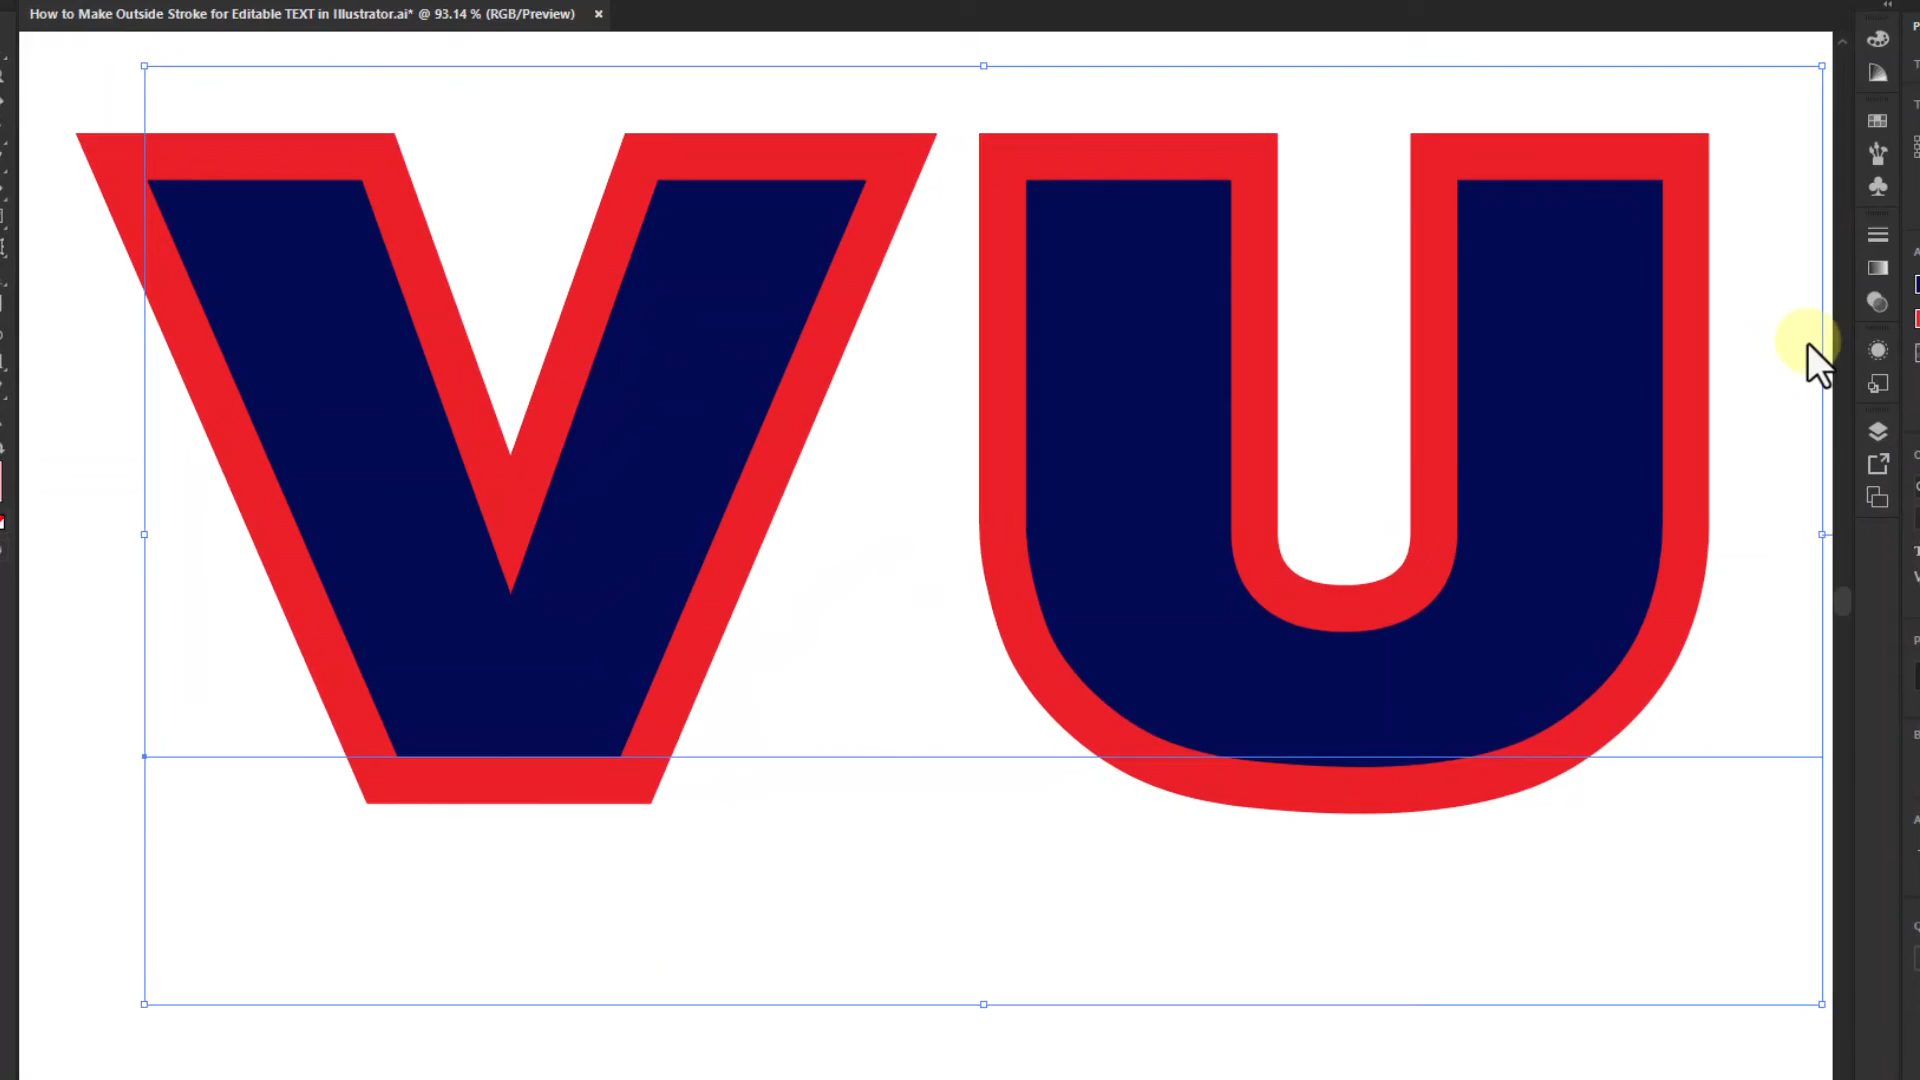 How to Make Outside Stroke for Editable TEXT in Illustrator.ai* @ 93.14 % (RGB/Preview)
VU